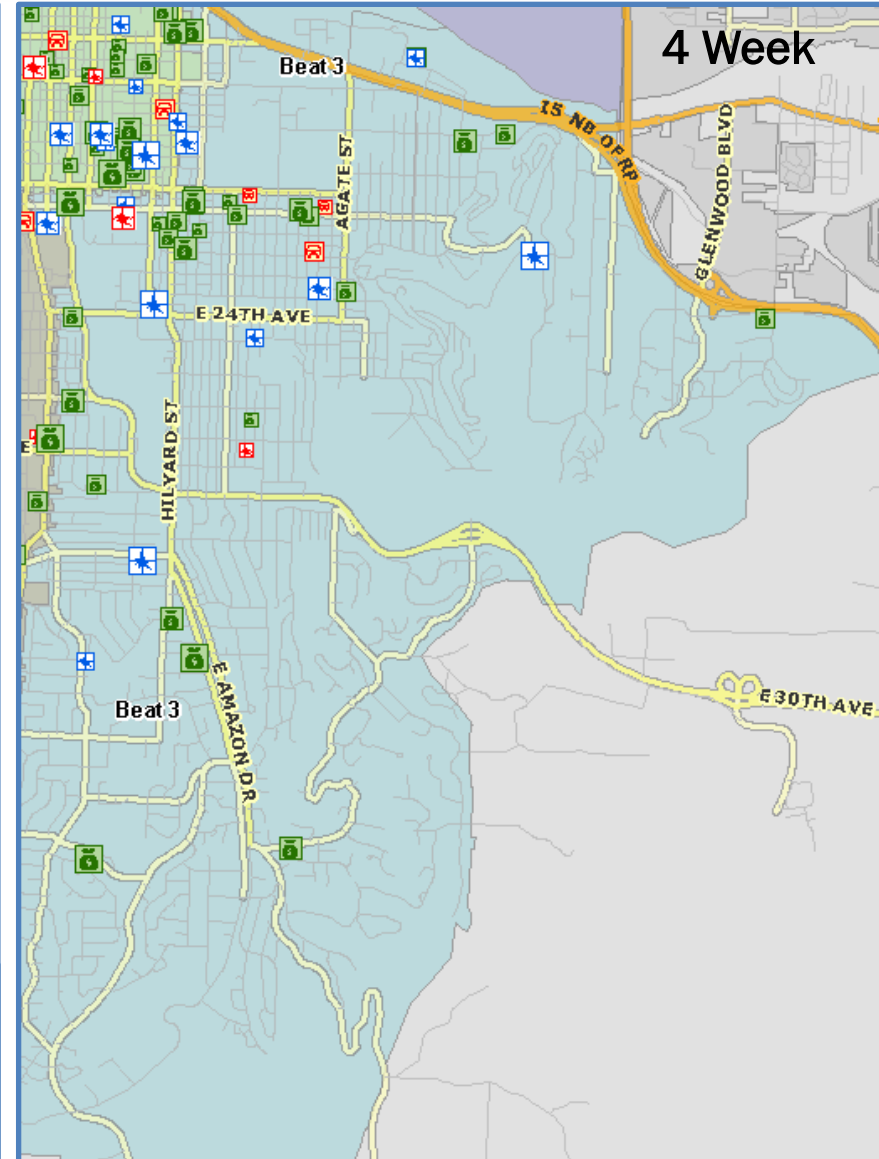 4 Week
Beat 3
I5 NB OF RP
AGATE ST
GLENWOOD BLVD
E 24TH AVE
HILYARD ST
E
E AMAZON DR
E 30TH AVE
Beat 3